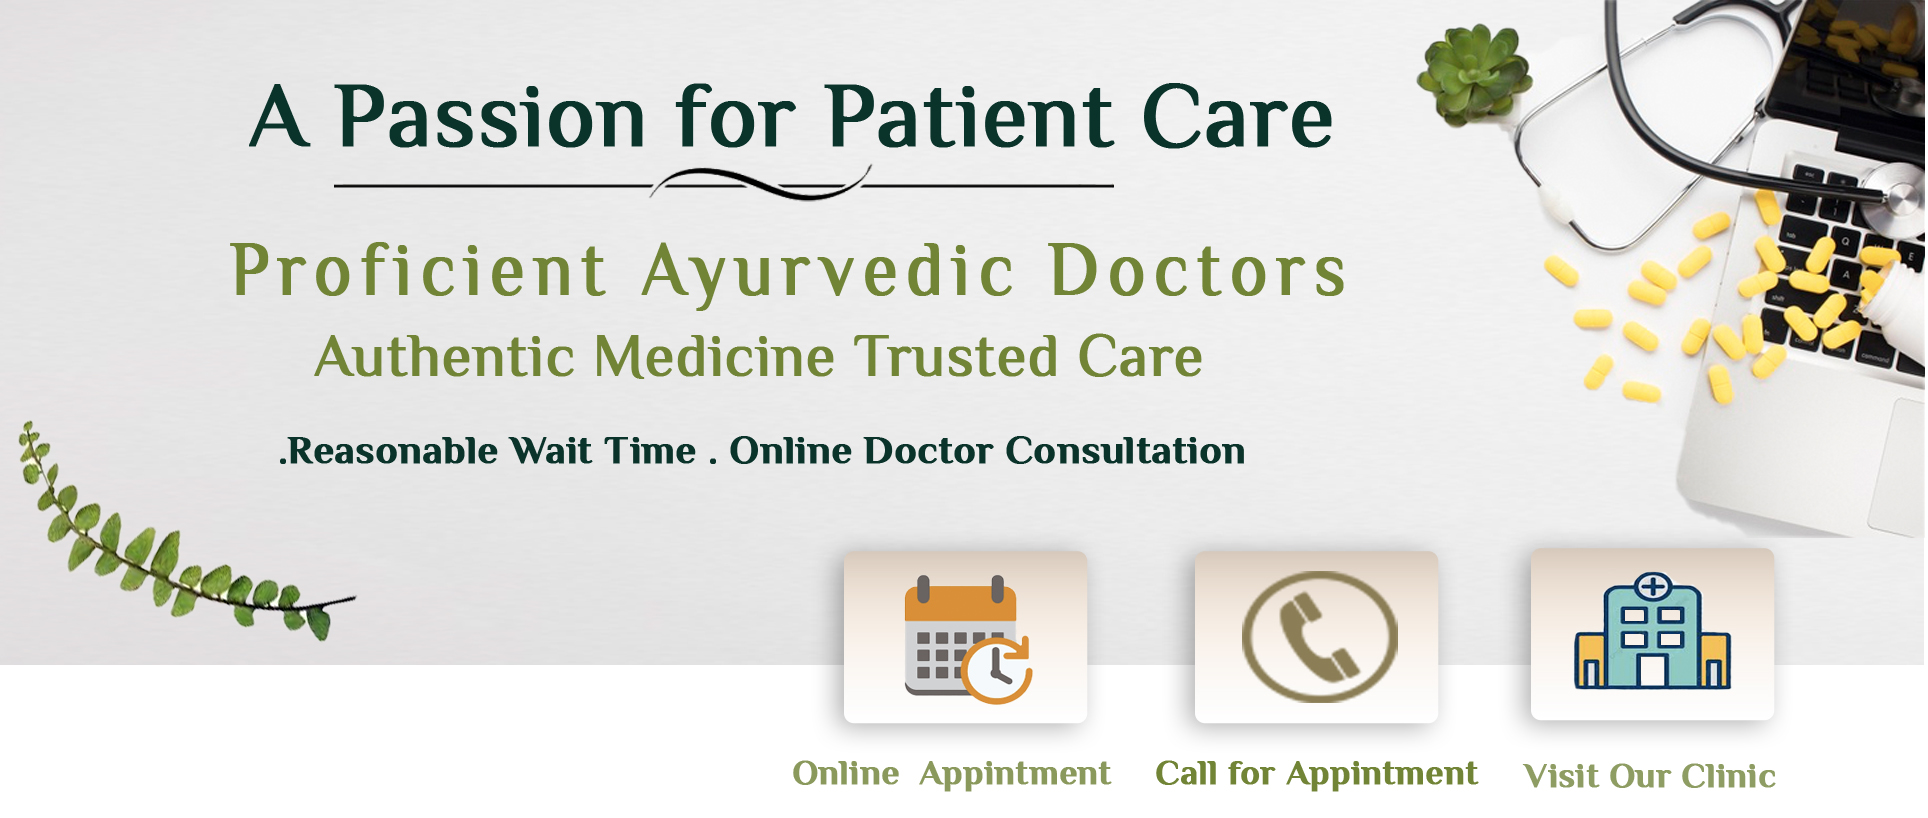 A Passion for Patient Care
Proficient Ayurvedic Doctors
Authentic Medicine Trusted Care
.Reasonable Wait Time . Online Doctor Consultation
Online Appintment
Call for Appintment
Visit Our Clinic